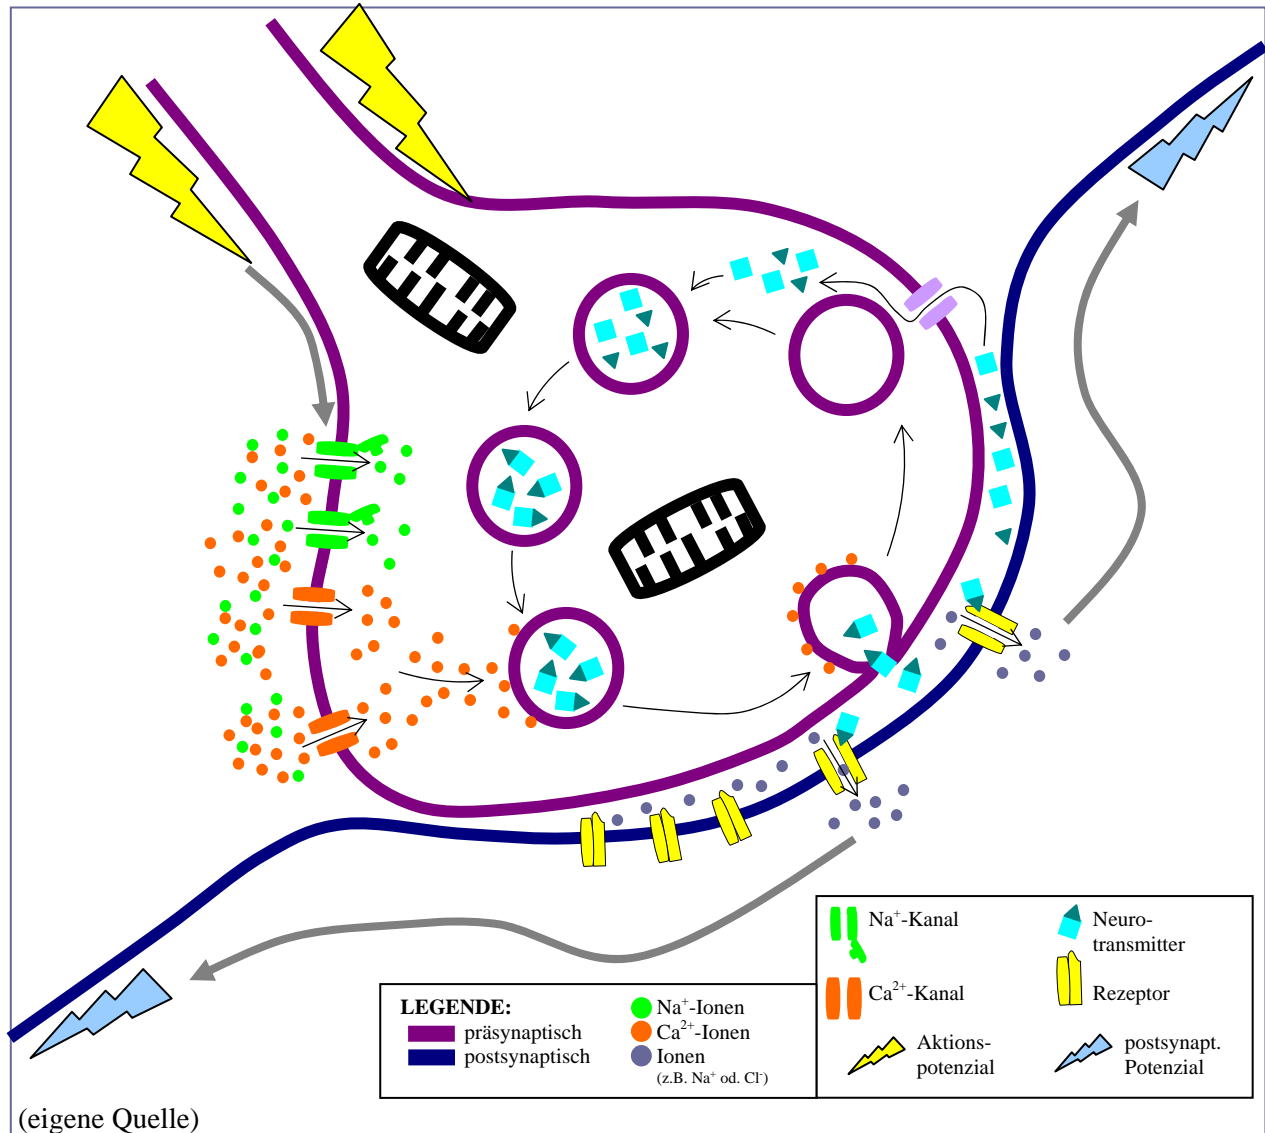 LEGENDE:
präsynaptisch
postsynaptisch
Na⁺-Ionen
Ca²⁺-Ionen
Ionen
(z.B. Na⁺ od. Cl⁻)
Na⁺-Kanal
Ca²⁺-Kanal
Aktions-
potenzial
Neuro-
transmitter
Rezeptor
postsynapt.
Potenzial
(eigene Quelle)